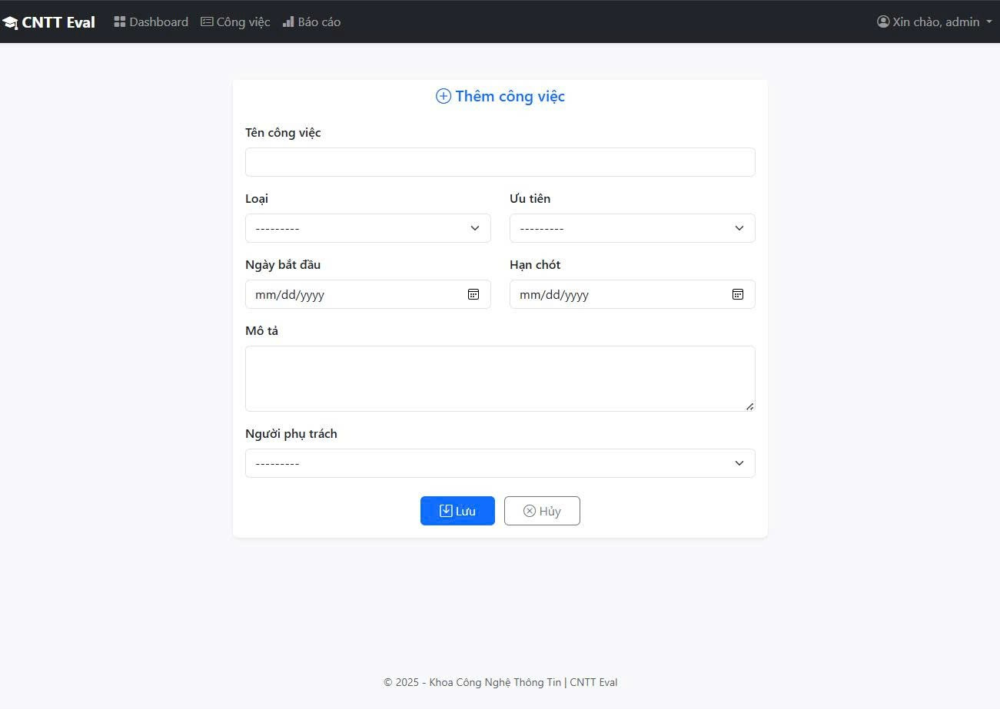 CNTT Eval Dashboard Công việc Báo cáo Xin chào, admin
Thêm công việc
Tên công việc
Loại Ưu tiên
--------- ---------
Ngày bắt đầu Hạn chót
mm/dd/yyyy mm/dd/yyyy
Mô tả
Người phụ trách
---------
Lưu Hủy
© 2025 - Khoa Công Nghệ Thông Tin | CNTT Eval